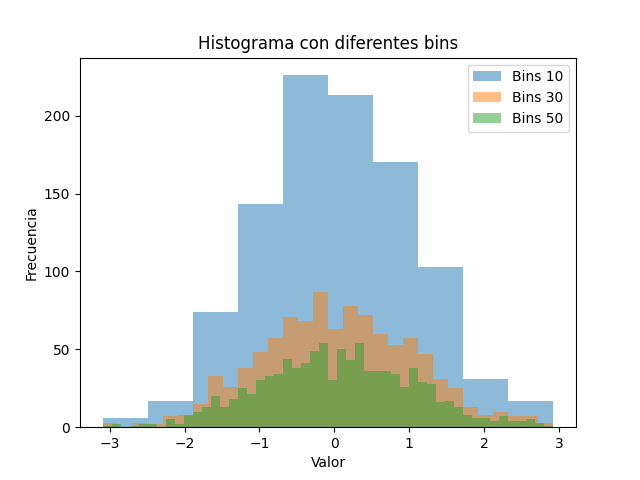 Histograma con diferentes bins
Bins 10
Bins 30
Bins 50
Frecuencia
200
150
100
50
0
−3 −2 −1 0 1 2 3
Valor